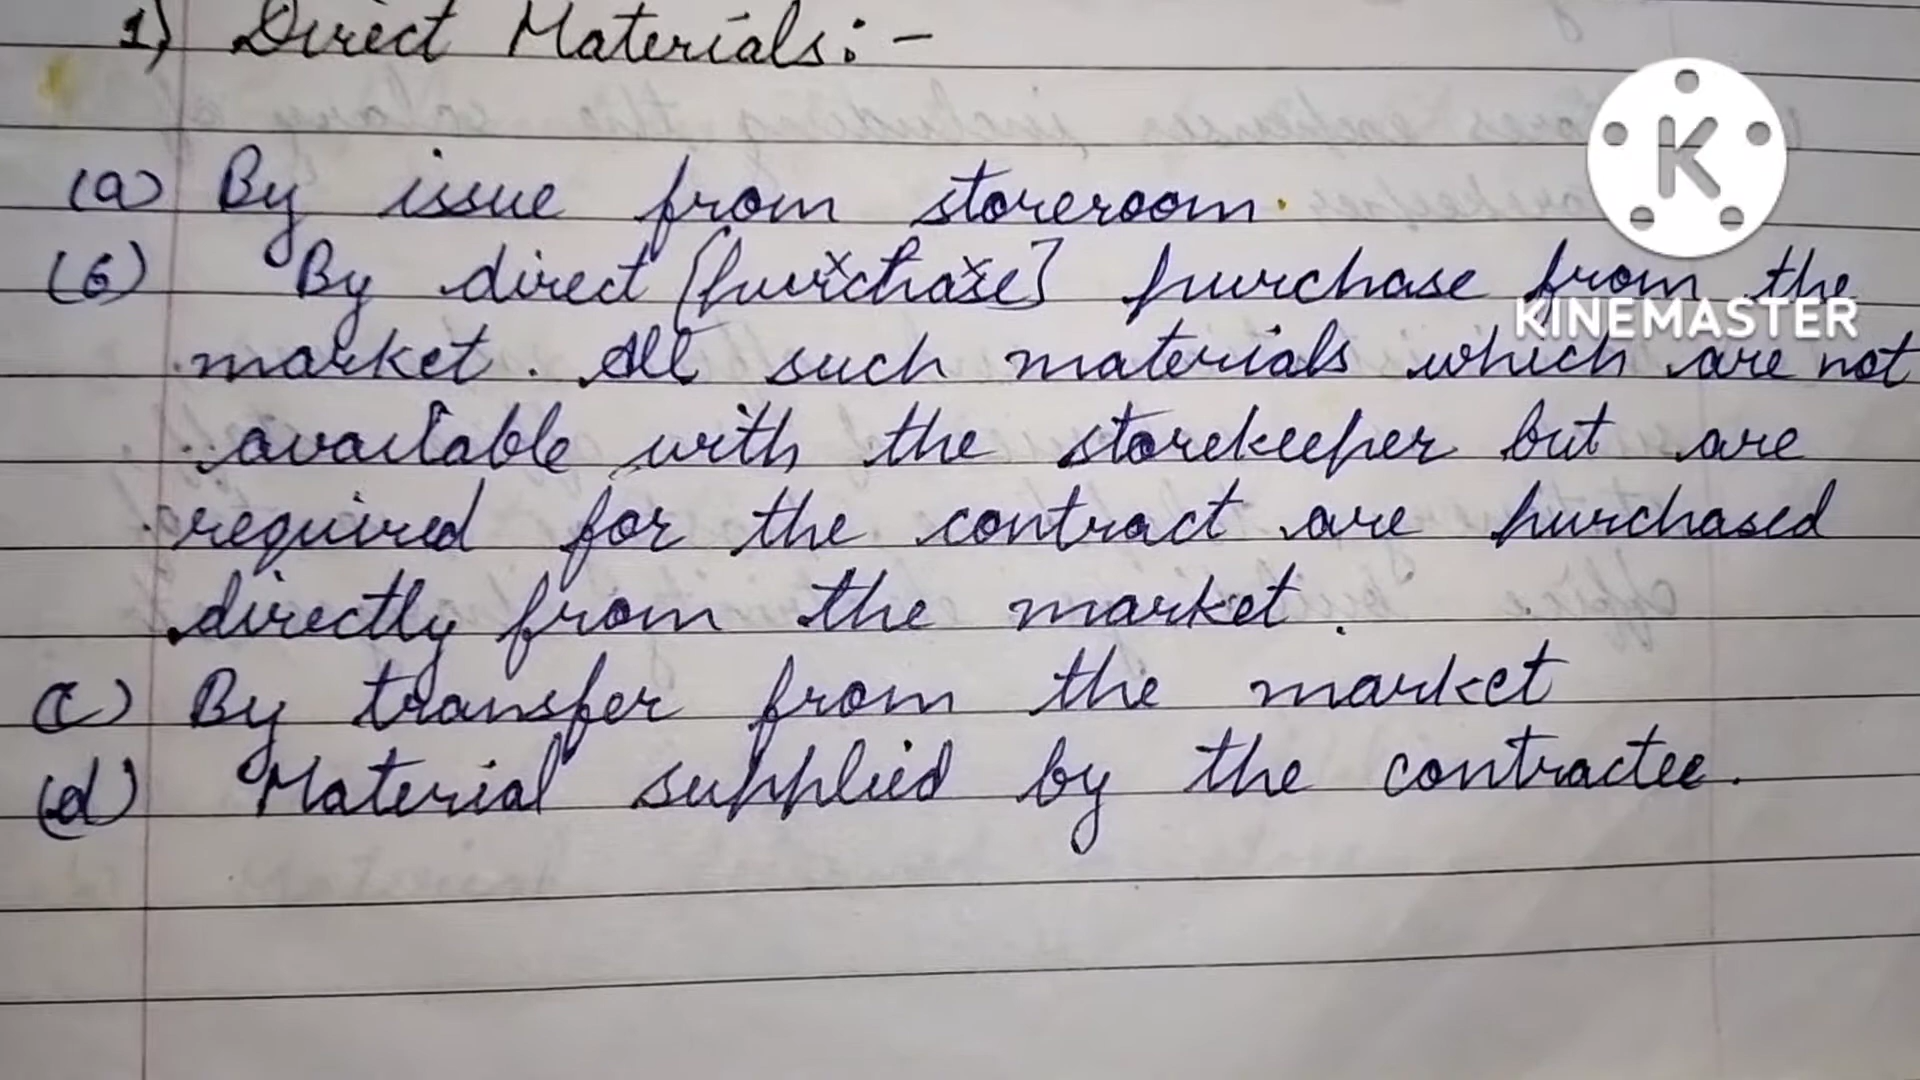 1) Direct Materials:-
(a) By issue from storeroom.
(b) By direct [purchase] purchase from the
market. All such materials which are not
available with the storekeeper but are
required for the contract are purchased
directly from the market.
(c) By transfer from the market
(d) Material supplied by the contractee.
K
KINEMASTER